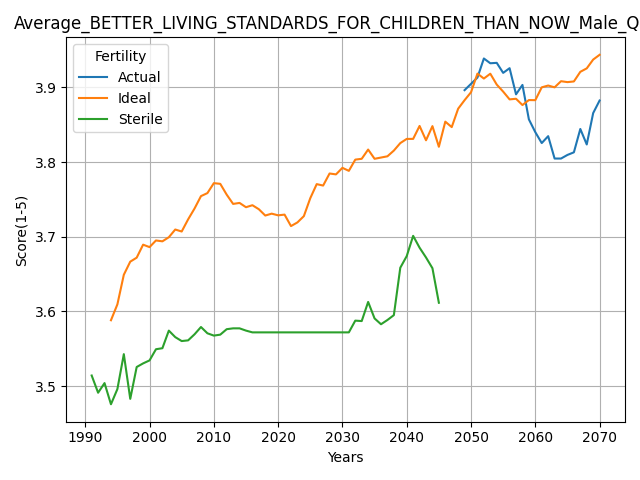 Average_BETTER_LIVING_STANDARDS_FOR_CHILDREN_THAN_NOW_Male_Q
Fertility
Actual
Ideal
Sterile
Score(1-5)
3.9
3.8
3.7
3.6
3.5
1990 2000 2010 2020 2030 2040 2050 2060 2070
Years